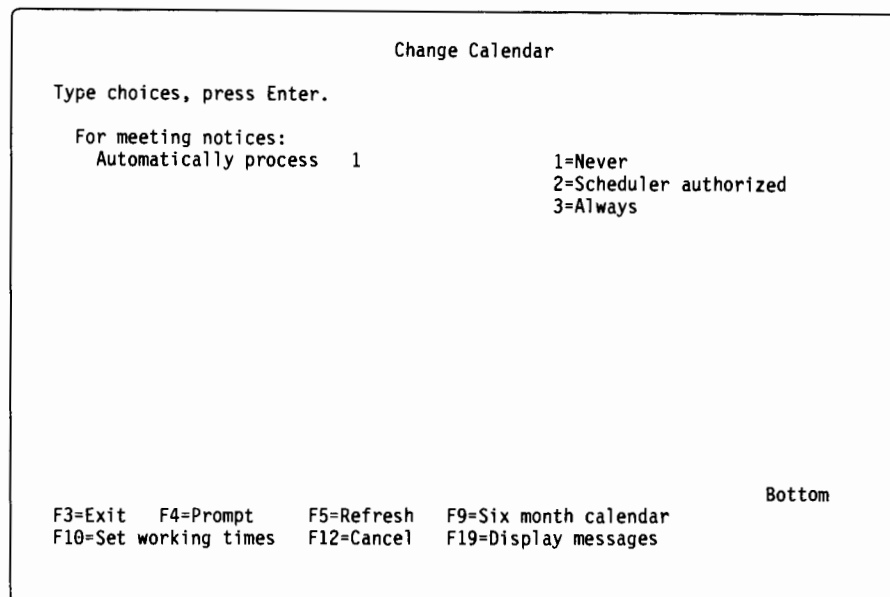 Change Calendar
Type choices, press Enter.
For meeting notices:
Automatically process 1 1=Never
2=Scheduler authorized
3=Always
Bottom
F3=Exit F4=Prompt F5=Refresh F9=Six month calendar
F10=Set working times F12=Cancel F19=Display messages